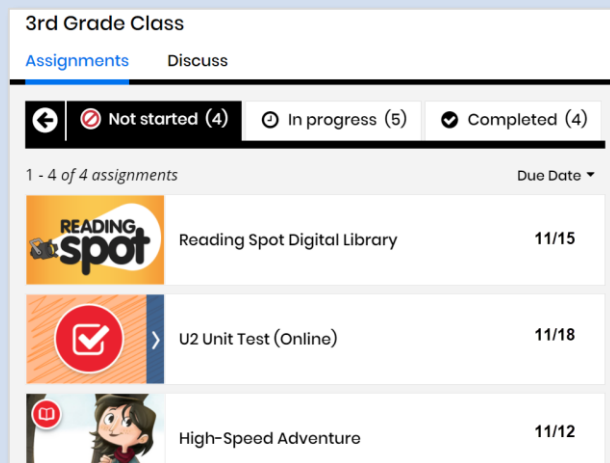 3rd Grade Class
Assignments Discuss
Not started (4) In progress (5) Completed (4)
1 - 4 of 4 assignments Due Date
READING
spot
Reading Spot Digital Library 11/15
U2 Unit Test (Online) 11/18
High-Speed Adventure 11/12